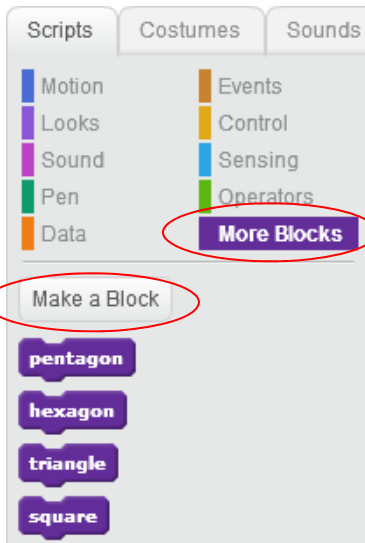 Scripts Costumes Sounds
Motion Events
Looks Control
Sound Sensing
Pen Operators
Data More Blocks
Make a Block
pentagon
hexagon
triangle
square